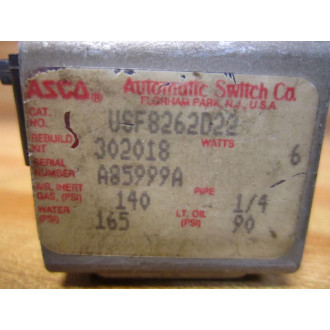 ASCO® Automatic Switch Co.
FLORHAM PARK, N.J., U.S.A
CAT. NO. USF8262D22
REBUILD KIT 302018 WATTS 6
SERIAL NUMBER A85999A
AIR, INERT GAS, (PSI) 140 PIPE 1/4
WATER (PSI) 165 LT. OIL (PSI) 90